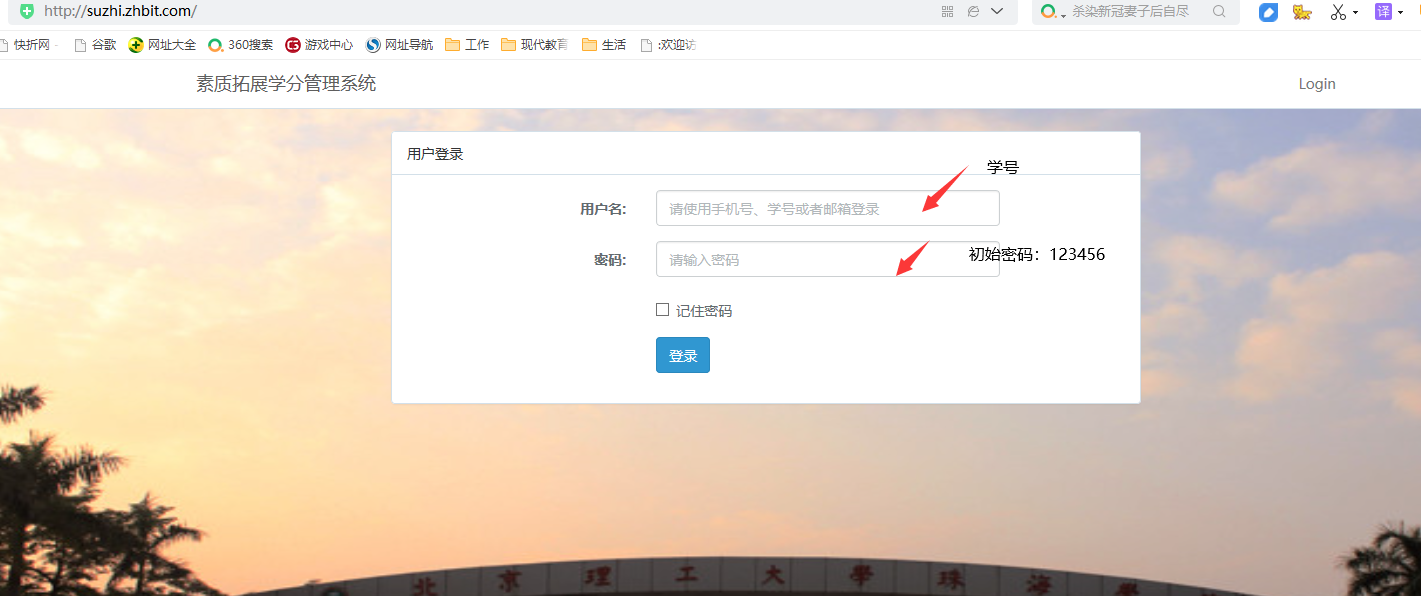 http://suzhi.zhbit.com/
杀染新冠妻子后自尽
译
快折网
谷歌
网址大全
360搜索
游戏中心
网址导航
工作
现代教育
生活
:欢迎访
素质拓展学分管理系统
Login
用户登录
学号
用户名:
请使用手机号、学号或者邮箱登录
密码:
请输入密码
初始密码：123456
记住密码
登录
北京理工大學珠海學